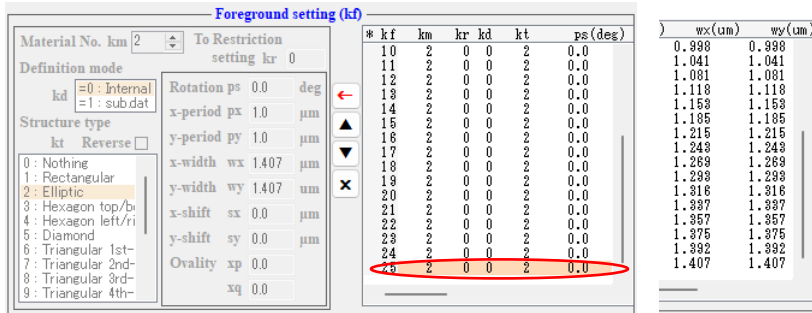 Foreground setting (kf)
Material No. km 2
To Restriction
setting kr 0
Definition mode
kd
=0 : Internal
=1 : sub.dat
Structure type
kt Reverse
0 : Nothing
1 : Rectangular
2 : Elliptic
3 : Hexagon top/b
4 : Hexagon left/ri
5 : Diamond
6 : Triangular 1st-
7 : Triangular 2nd-
8 : Triangular 3rd-
9 : Triangular 4th-
Rotation ps 0.0 deg
x-period px 1.0 μm
y-period py 1.0 μm
x-width wx 1.407 μm
y-width wy 1.407 um
x-shift sx 0.0 μm
y-shift sy 0.0 μm
Ovality xp 0.0
xq 0.0
* kf km kr kd kt ps(deg)
10 2 0 0 2 0.0
11 2 0 0 2 0.0
12 2 0 0 2 0.0
13 2 0 0 2 0.0
14 2 0 0 2 0.0
15 2 0 0 2 0.0
16 2 0 0 2 0.0
17 2 0 0 2 0.0
18 2 0 0 2 0.0
19 2 0 0 2 0.0
20 2 0 0 2 0.0
21 2 0 0 2 0.0
22 2 0 0 2 0.0
23 2 0 0 2 0.0
24 2 0 0 2 0.0
25 2 0 0 2 0.0
) wx(um) wy(um)
0.998 0.998
1.041 1.041
1.081 1.081
1.118 1.118
1.153 1.153
1.185 1.185
1.215 1.215
1.243 1.243
1.269 1.269
1.293 1.293
1.316 1.316
1.337 1.337
1.357 1.357
1.375 1.375
1.392 1.392
1.407 1.407